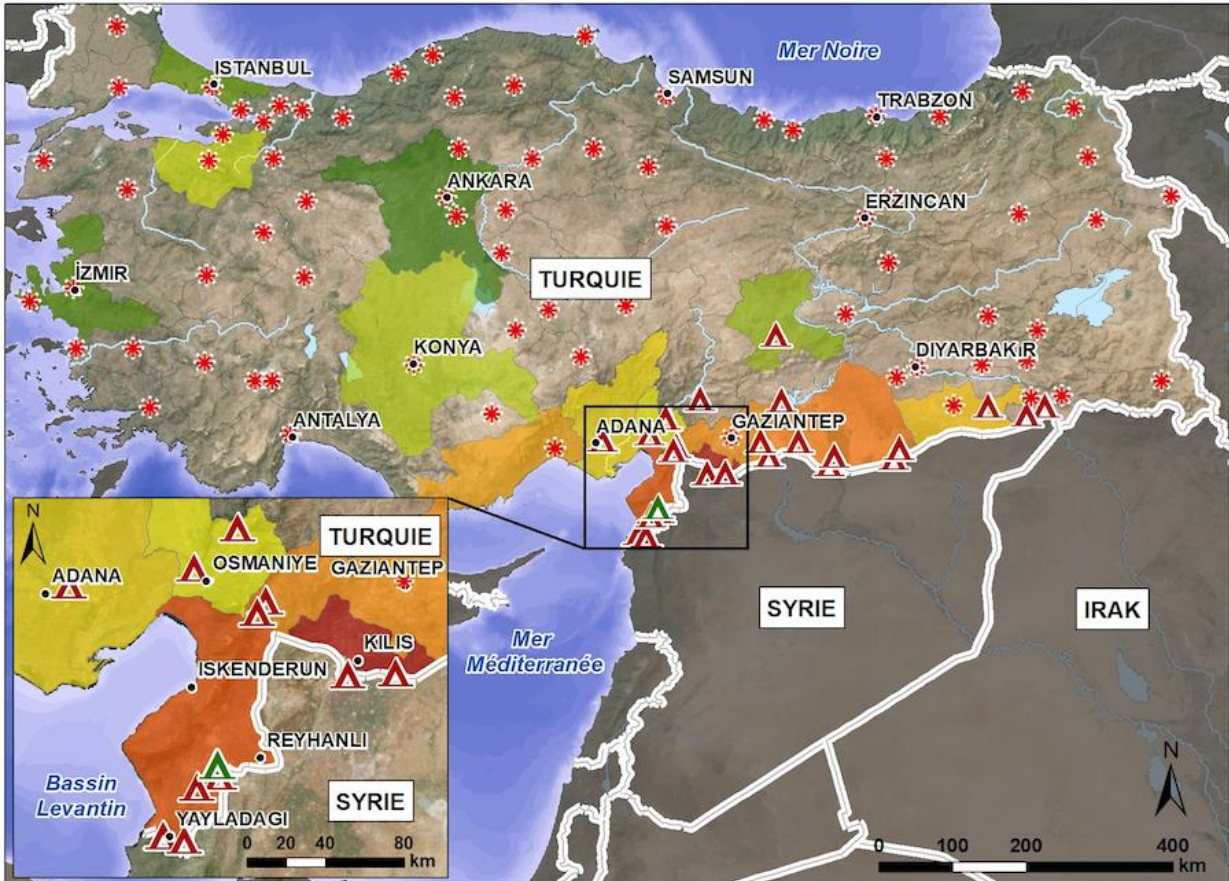 Mer Noire
ISTANBUL
SAMSUN
TRABZON
ANKARA
ERZINCAN
İZMIR
TURQUIE
KONYA
DIYARBAKiR
ANTALYA
ADANA
GAZIANTEP
SYRIE
IRAK
Mer
Méditerranée
N
0 100 200 400
km
N
TURQUIE
GAZIANTEP
OSMANIYE
ADANA
KILIS
ISKENDERUN
REYHANLI
Bassin
Levantin
SYRIE
YAYLADAGI
0 20 40 80
km